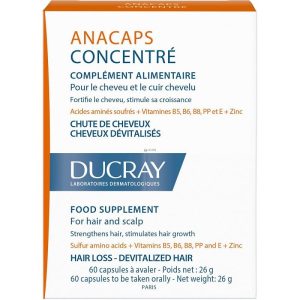 ANACAPS
CONCENTRÉ
COMPLÉMENT ALIMENTAIRE
Pour le cheveu et le cuir chevelu
Fortifie le cheveu, stimule sa croissance
Acides aminés soufrés + Vitamines B5, B6, B8, PP et E + Zinc
CHUTE DE CHEVEUX
CHEVEUX DÉVITALISÉS
DUCRAY
LABORATOIRES DERMATOLOGIQUES
FOOD SUPPLEMENT
For hair and scalp
Strengthens hair, stimulates growth
Sulfur amino acids + Vitamins B5, B6, B8, PP and E + Zinc
HAIR LOSS - DEVITALIZED HAIR
60 capsules à avaler - Poids net : 26 g
60 capsules to be taken orally - Net weight: 26 g
PARIS